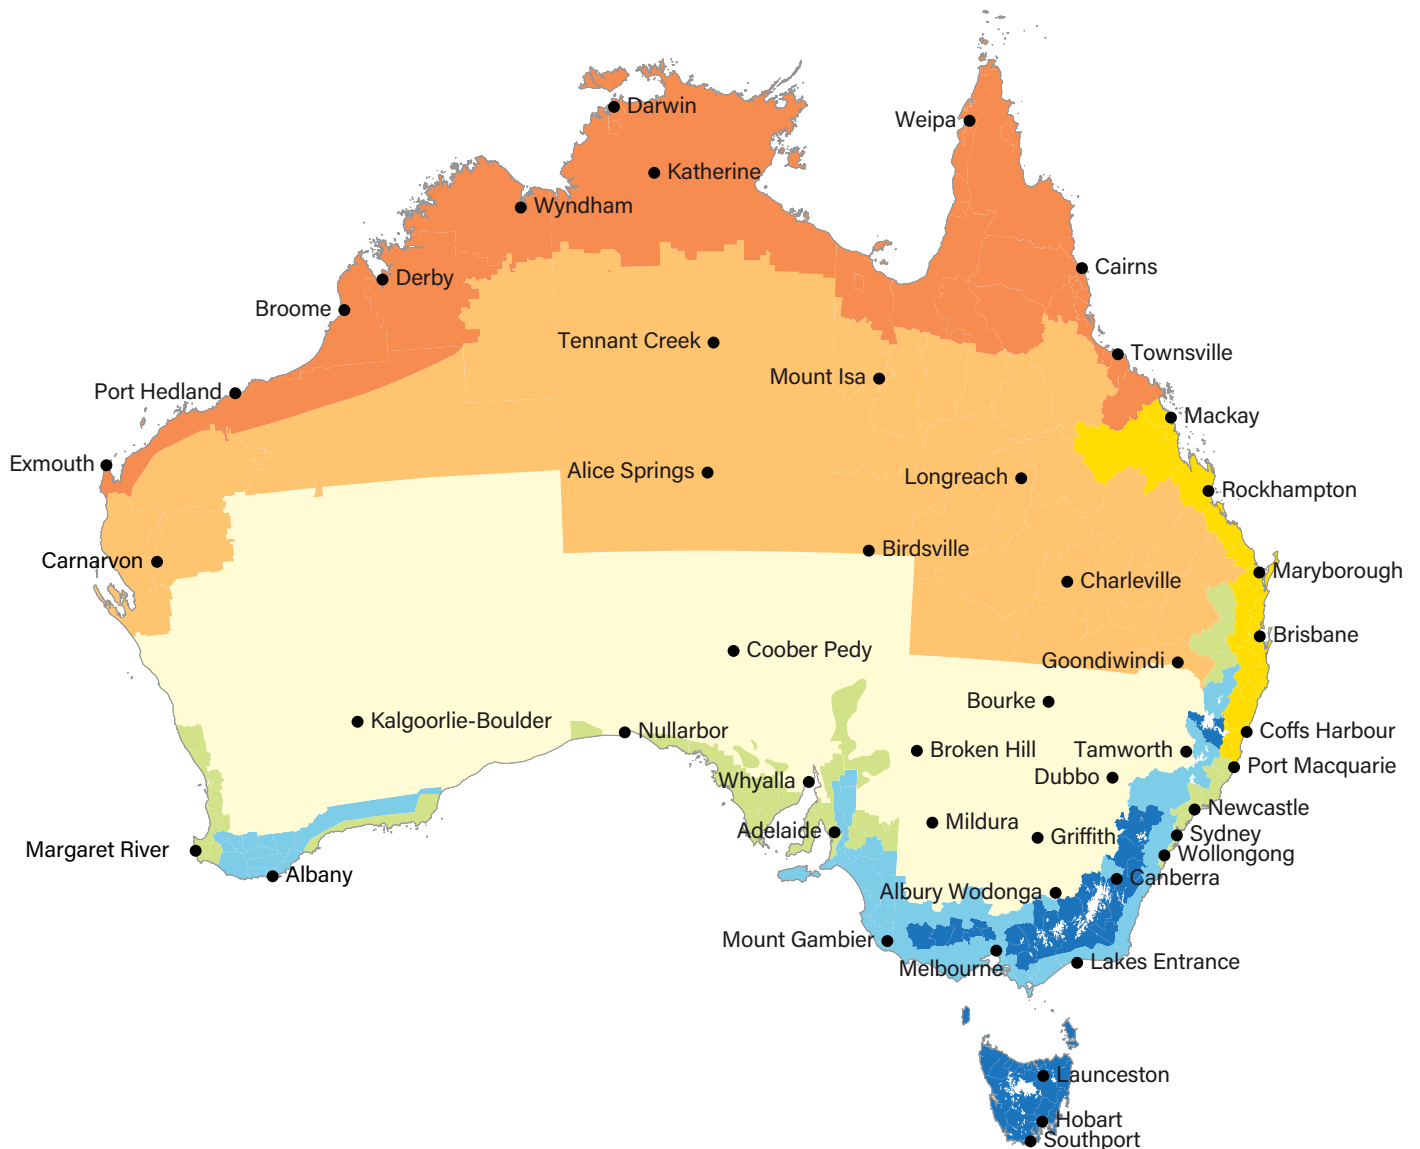 Darwin
Weipa
Katherine
Wyndham
Cairns
Derby
Broome
Tennant Creek
Townsville
Mount Isa
Port Hedland
Mackay
Exmouth
Alice Springs
Longreach
Rockhampton
Birdsville
Carnarvon
Maryborough
Charleville
Brisbane
Coober Pedy
Goondiwindi
Bourke
Kalgoorlie-Boulder
Nullarbor
Coffs Harbour
Broken Hill
Tamworth
Port Macquarie
Dubbo
Whyalla
Newcastle
Mildura
Adelaide
Griffith
Sydney
Margaret River
Wollongong
Albany
Canberra
Albury Wodonga
Mount Gambier
Lakes Entrance
Melbourne
Launceston
Hobart
Southport